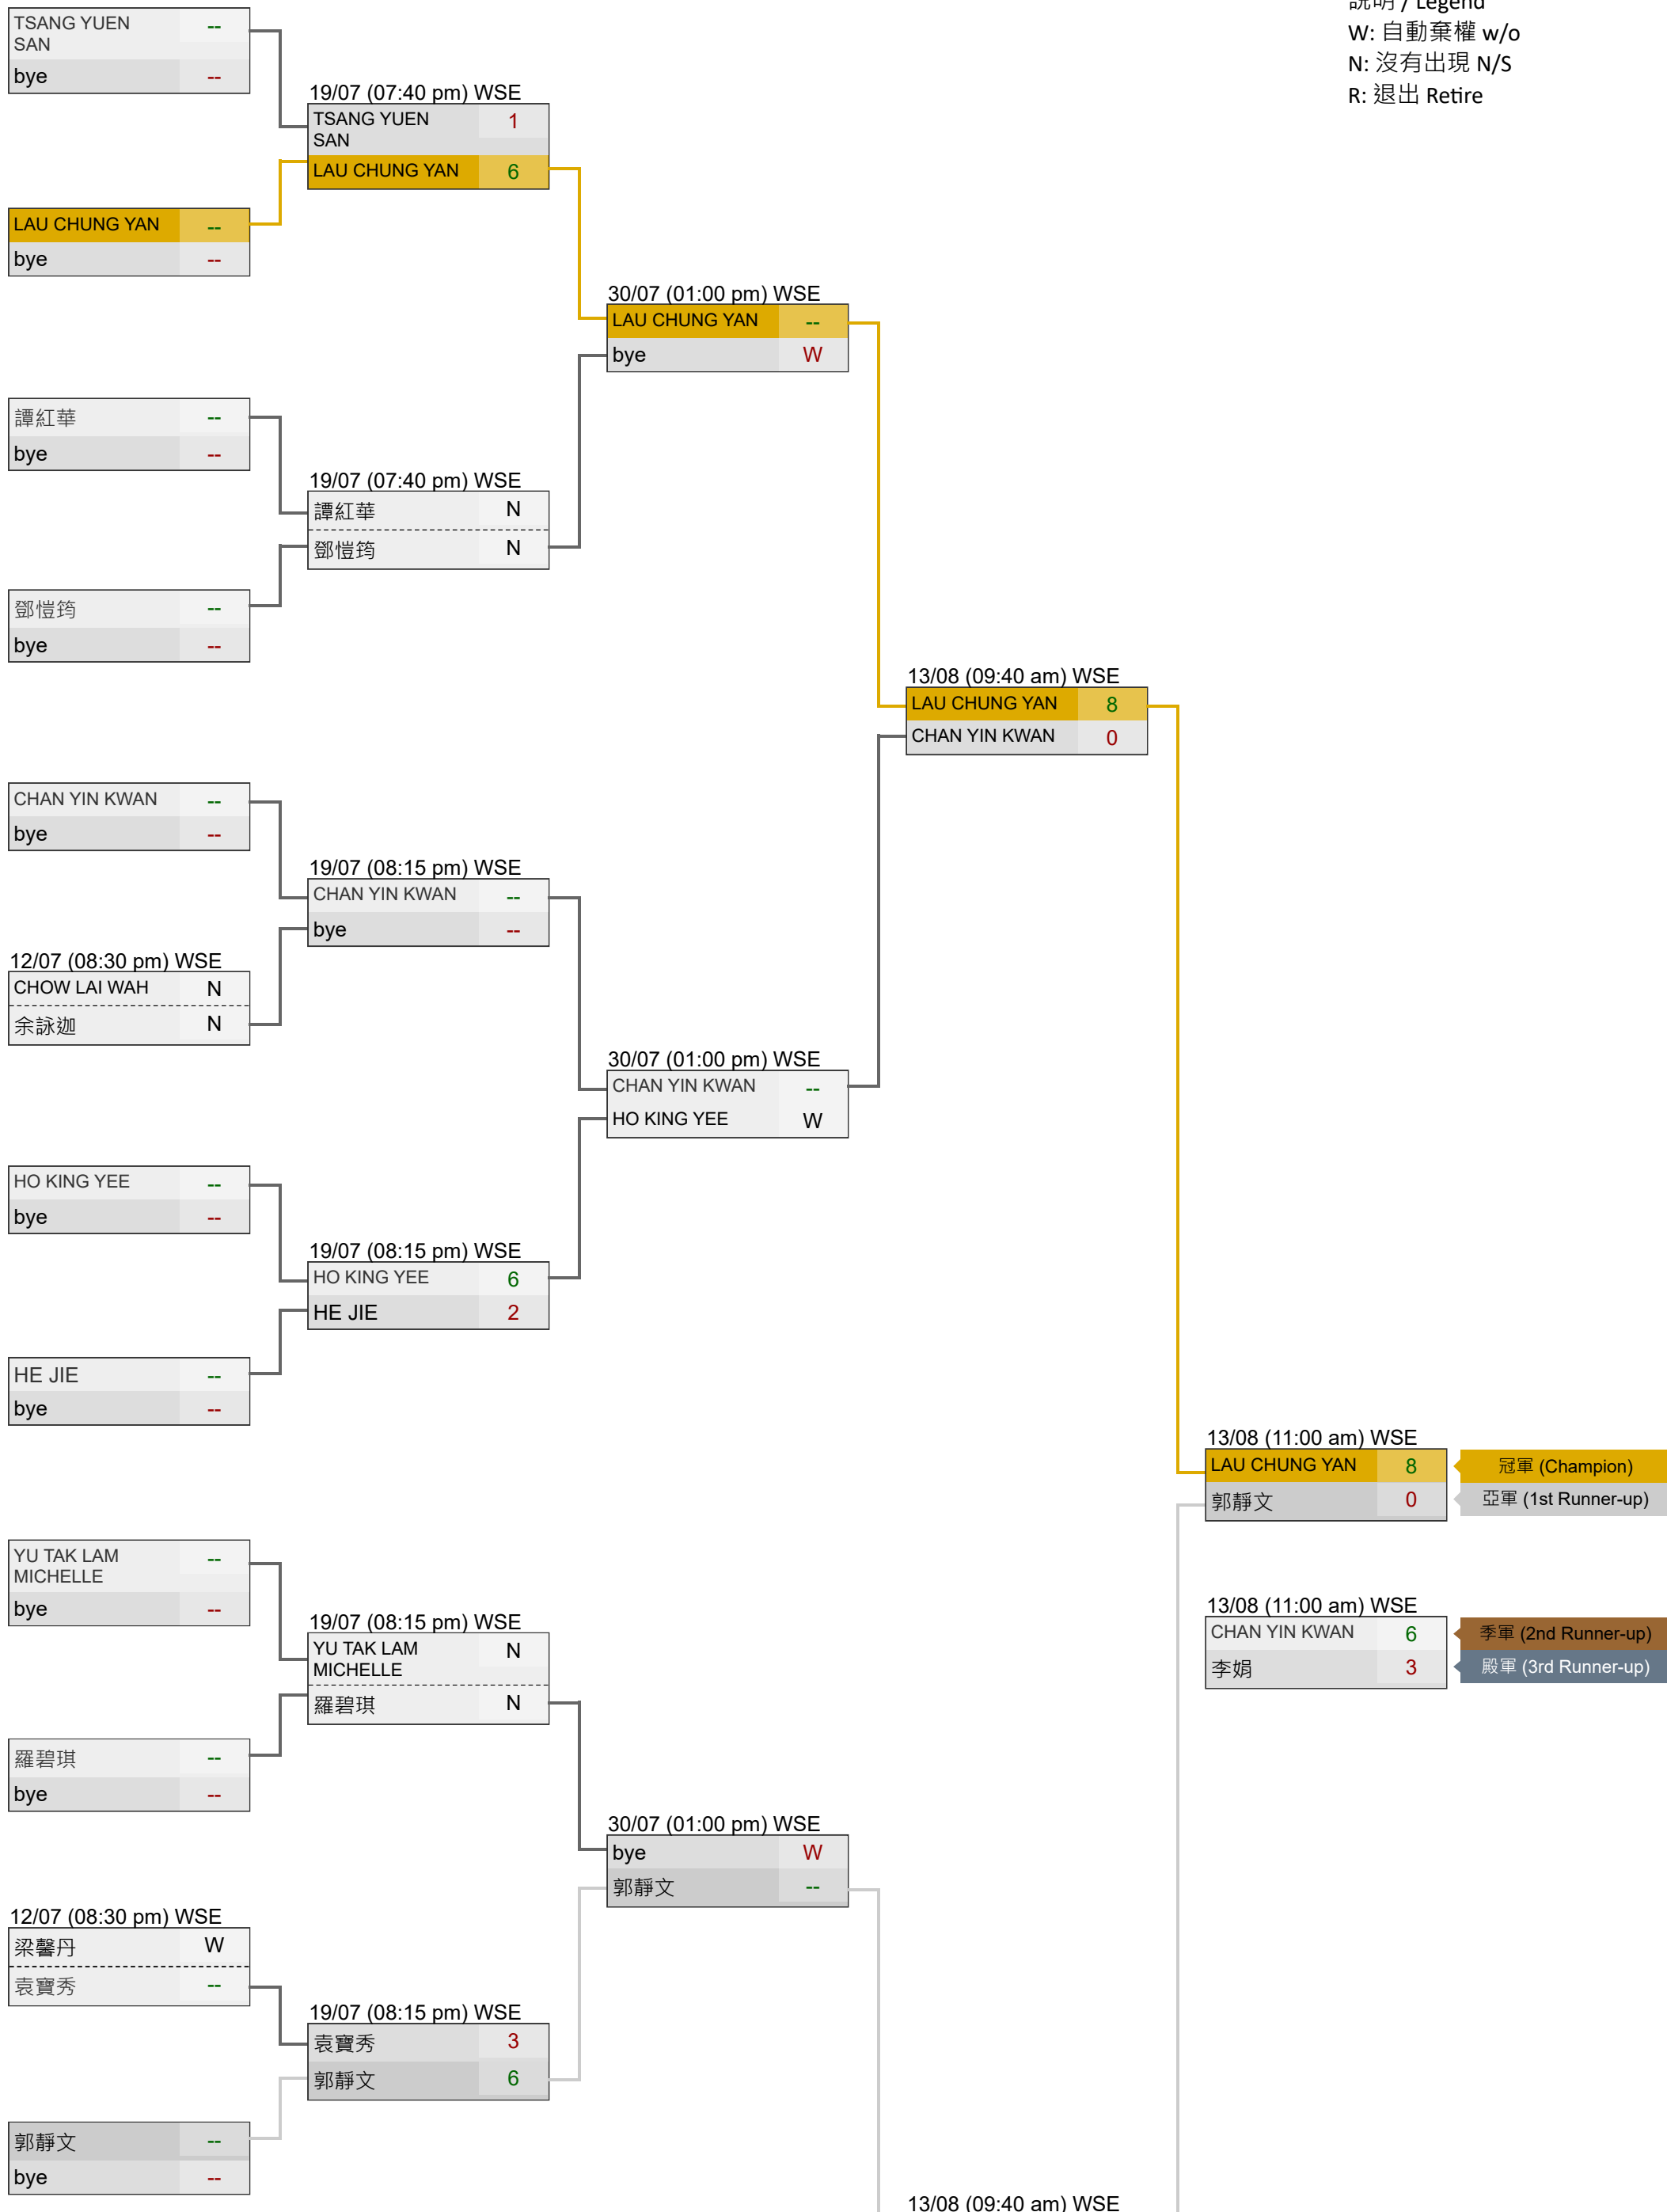 說明 / Legend
W: 自動棄權 w/o
N: 沒有出現 N/S
R: 退出 Retire
TSANG YUEN
SAN
--
bye
--
19/07 (07:40 pm) WSE
TSANG YUEN
SAN
1
LAU CHUNG YAN
6
LAU CHUNG YAN
--
bye
--
30/07 (01:00 pm) WSE
LAU CHUNG YAN
--
bye
W
譚紅華
--
bye
--
19/07 (07:40 pm) WSE
譚紅華
N
鄧愷筠
N
鄧愷筠
--
bye
--
13/08 (09:40 am) WSE
LAU CHUNG YAN
8
CHAN YIN KWAN
0
CHAN YIN KWAN
--
bye
--
19/07 (08:15 pm) WSE
CHAN YIN KWAN
--
bye
--
12/07 (08:30 pm) WSE
CHOW LAI WAH
N
余詠迦
N
30/07 (01:00 pm) WSE
CHAN YIN KWAN
--
HO KING YEE
W
HO KING YEE
--
bye
--
19/07 (08:15 pm) WSE
HO KING YEE
6
HE JIE
2
HE JIE
--
bye
--
13/08 (11:00 am) WSE
LAU CHUNG YAN
8
冠軍 (Champion)
郭靜文
0
亞軍 (1st Runner-up)
YU TAK LAM
MICHELLE
--
bye
--
13/08 (11:00 am) WSE
CHAN YIN KWAN
6
季軍 (2nd Runner-up)
李娟
3
殿軍 (3rd Runner-up)
19/07 (08:15 pm) WSE
YU TAK LAM
MICHELLE
N
羅碧琪
N
羅碧琪
--
bye
--
30/07 (01:00 pm) WSE
bye
W
郭靜文
--
12/07 (08:30 pm) WSE
梁馨丹
W
袁寶秀
--
19/07 (08:15 pm) WSE
袁寶秀
3
郭靜文
6
郭靜文
--
bye
--
13/08 (09:40 am) WSE